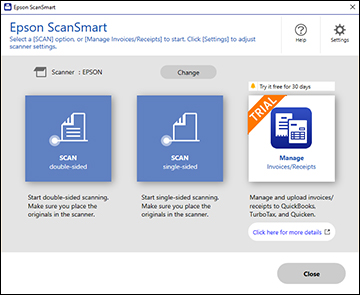 Epson ScanSmart
Epson ScanSmart
Select a [SCAN] option, or [Manage Invoices/Receipts] to start. Click [Settings] to adjust
scanner settings.
Help
Settings
Scanner : EPSON
Change
Try it free for 30 days
TRIAL
SCAN
double-sided
SCAN
single-sided
Manage
Invoices/Receipts
Start double-sided scanning.
Make sure you place the
originals in the scanner.
Start single-sided scanning.
Make sure you place the
originals in the scanner.
Manage and upload invoices/
receipts to QuickBooks,
TurboTax, and Quicken.
Click here for more details
Close